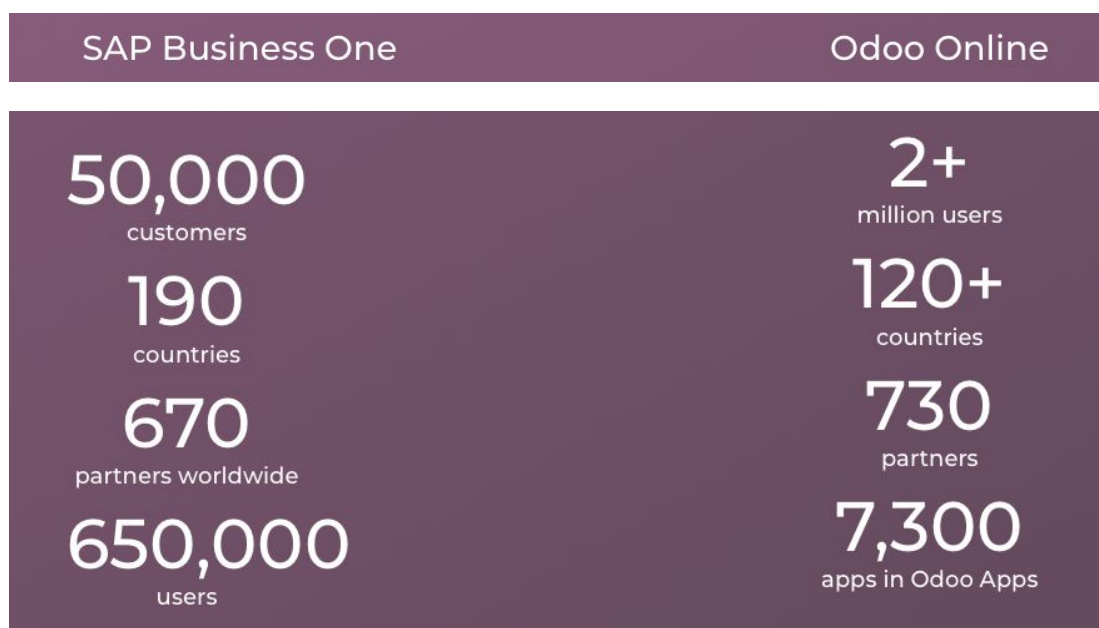 SAP Business One
Odoo Online
50,000
customers
190
countries
670
partners worldwide
650,000
users
2+
million users
120+
countries
730
partners
7,300
apps in Odoo Apps